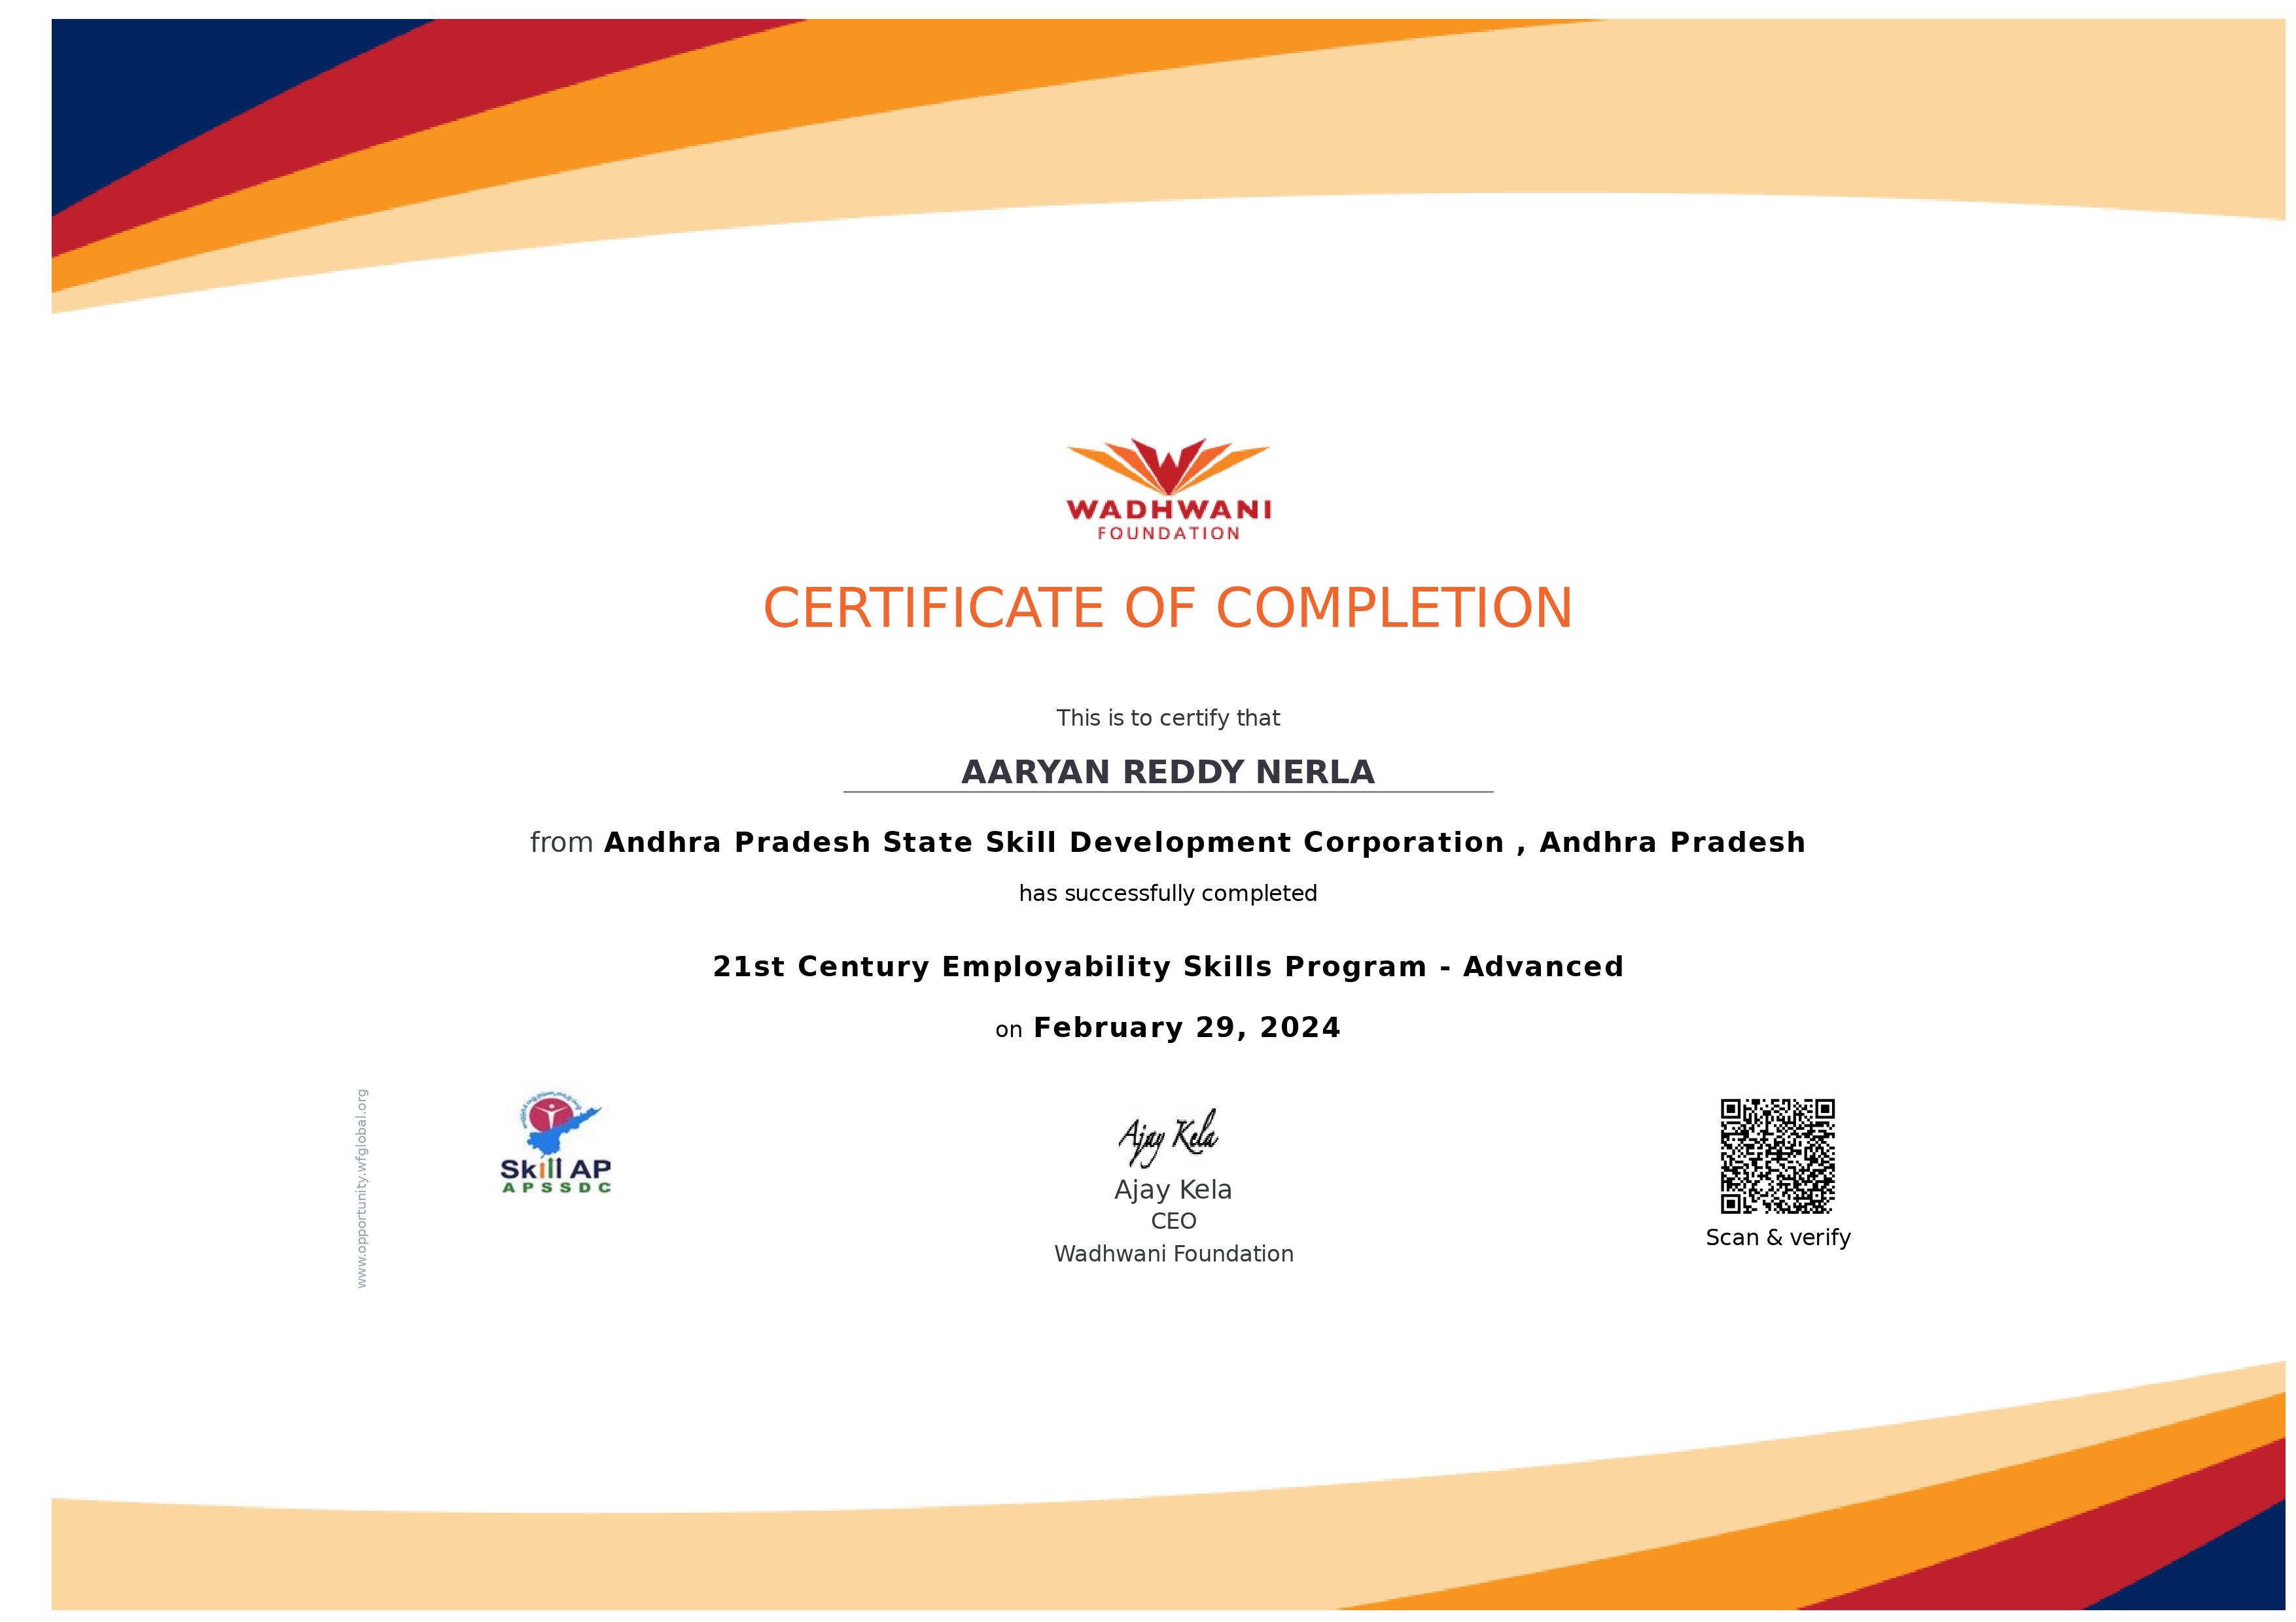 WADHWANI
FOUNDATION
CERTIFICATE OF COMPLETION
This is to certify that
AARYAN REDDY NERLA
from Andhra Pradesh State Skill Development Corporation , Andhra Pradesh
has successfully completed
21st Century Employability Skills Program - Advanced
on February 29, 2024
www.opportunity.wfglobal.org
Skill AP
APSSDC
Ajay Kela
Ajay Kela
CEO
Wadhwani Foundation
Scan & verify